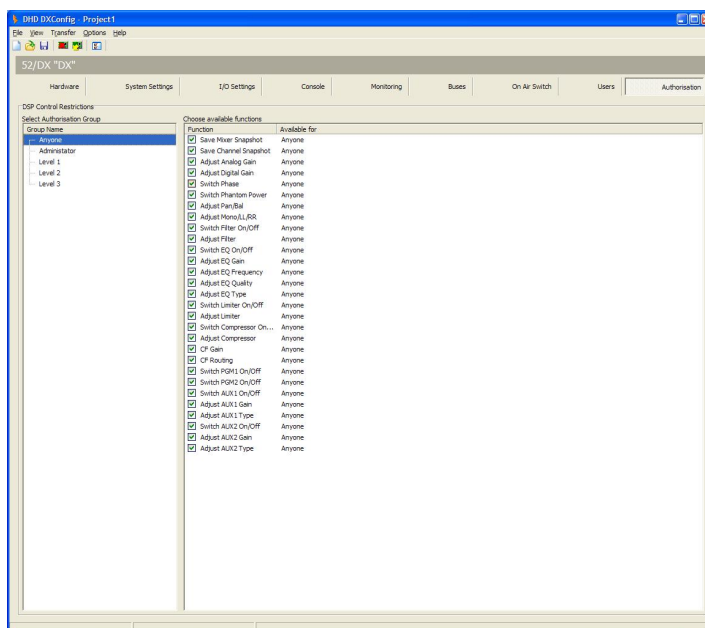 DHD DXConfig - Project1
File View Transfer Options Help
52/DX "DX"
Hardware System Settings I/O Settings Console Monitoring Buses On Air Switch Users Authorisation
DSP Control Restrictions
Select Authorisation Group
Group Name
Anyone
Administator
Level 1
Level 2
Level 3
Choose available functions
Function Available for
Save Mixer Snapshot Anyone
Save Channel Snapshot Anyone
Adjust Analog Gain Anyone
Adjust Digital Gain Anyone
Switch Phase Anyone
Switch Phantom Power Anyone
Adjust Pan/Bal Anyone
Adjust Mono/LL/RR Anyone
Switch Filter On/Off Anyone
Adjust Filter Anyone
Switch EQ On/Off Anyone
Adjust EQ Gain Anyone
Adjust EQ Frequency Anyone
Adjust EQ Quality Anyone
Adjust EQ Type Anyone
Switch Limiter On/Off Anyone
Adjust Limiter Anyone
Switch Compressor On... Anyone
Adjust Compressor Anyone
CF Gain Anyone
CF Routing Anyone
Switch PGM1 On/Off Anyone
Switch PGM2 On/Off Anyone
Switch AUX1 On/Off Anyone
Adjust AUX1 Gain Anyone
Adjust AUX1 Type Anyone
Switch AUX2 On/Off Anyone
Adjust AUX2 Gain Anyone
Adjust AUX2 Type Anyone